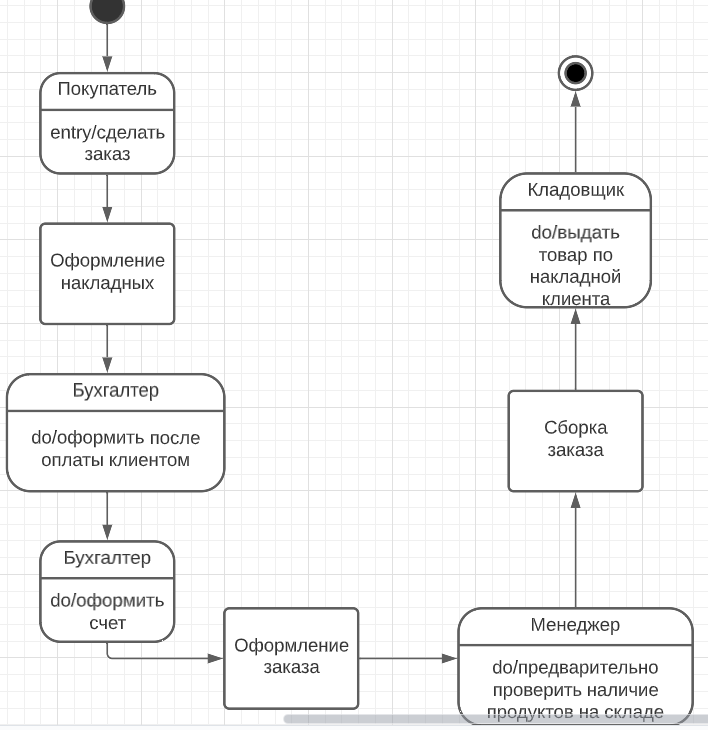 Покупатель
entry/сделать
заказ
Оформление
накладных
Бухгалтер
do/оформить после
оплаты клиентом
Бухгалтер
do/оформить
счет
Оформление
заказа
Менеджер
do/предварительно
проверить наличие
продуктов на складе
Сборка
заказа
Кладовщик
do/выдать
товар по
накладной
клиента